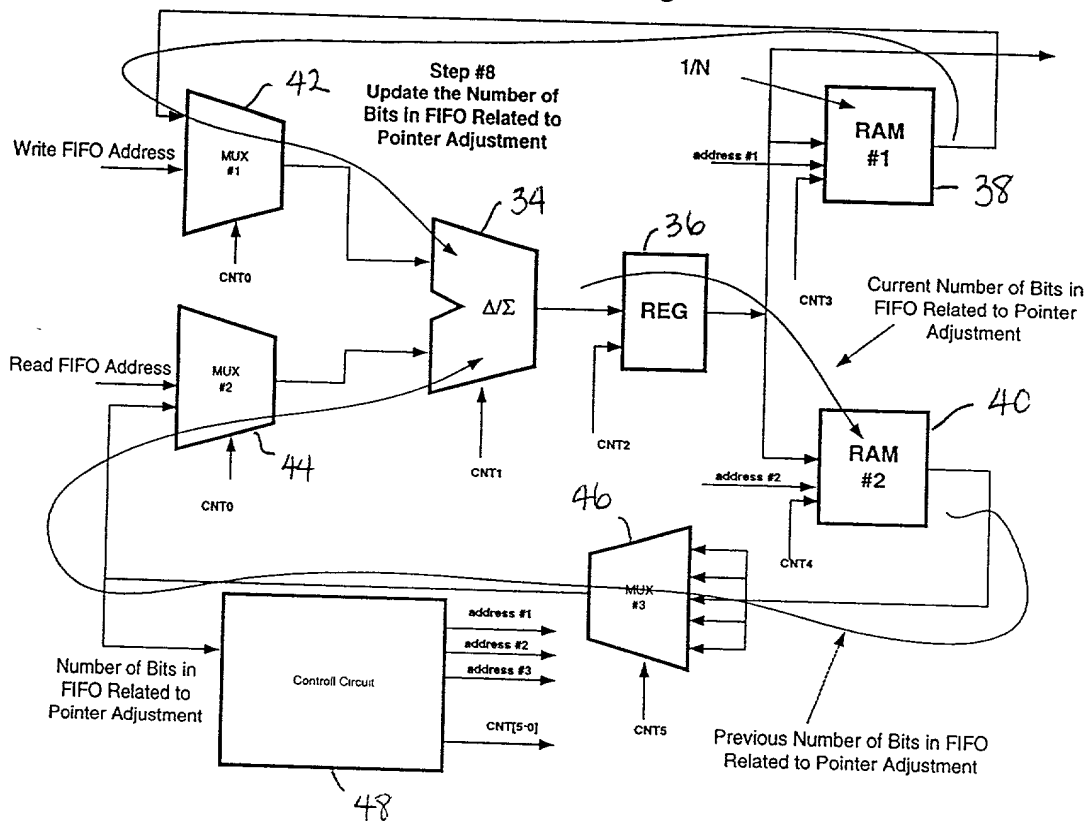 42
Step #8
Update the Number of
Bits in FIFO Related to
Pointer Adjustment
1/N
RAM
#1
address #1
38
CNT3
Write FIFO Address
MUX
#1
CNT0
34
Δ/Σ
CNT1
36
REG
CNT2
Current Number of Bits in
FIFO Related to Pointer
Adjustment
Read FIFO Address
MUX
#2
44
CNT0
40
RAM
#2
address #2
CNT4
46
MUX
#3
CNT5
Number of Bits in
FIFO Related to
Pointer Adjustment
Controll Circuit
address #1
address #2
address #3
CNT[5-0]
48
Previous Number of Bits in FIFO
Related to Pointer Adjustment